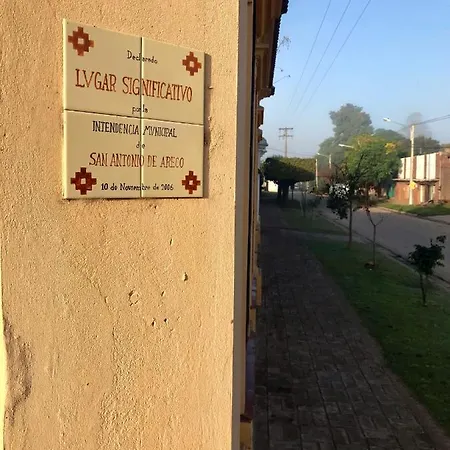 Declarado
LVGAR SIGNIFICATIVO
por la
INTENDENCIA MUNICIPAL
de
SAN ANTONIO DE ARECO
10 de Noviembre de 2006